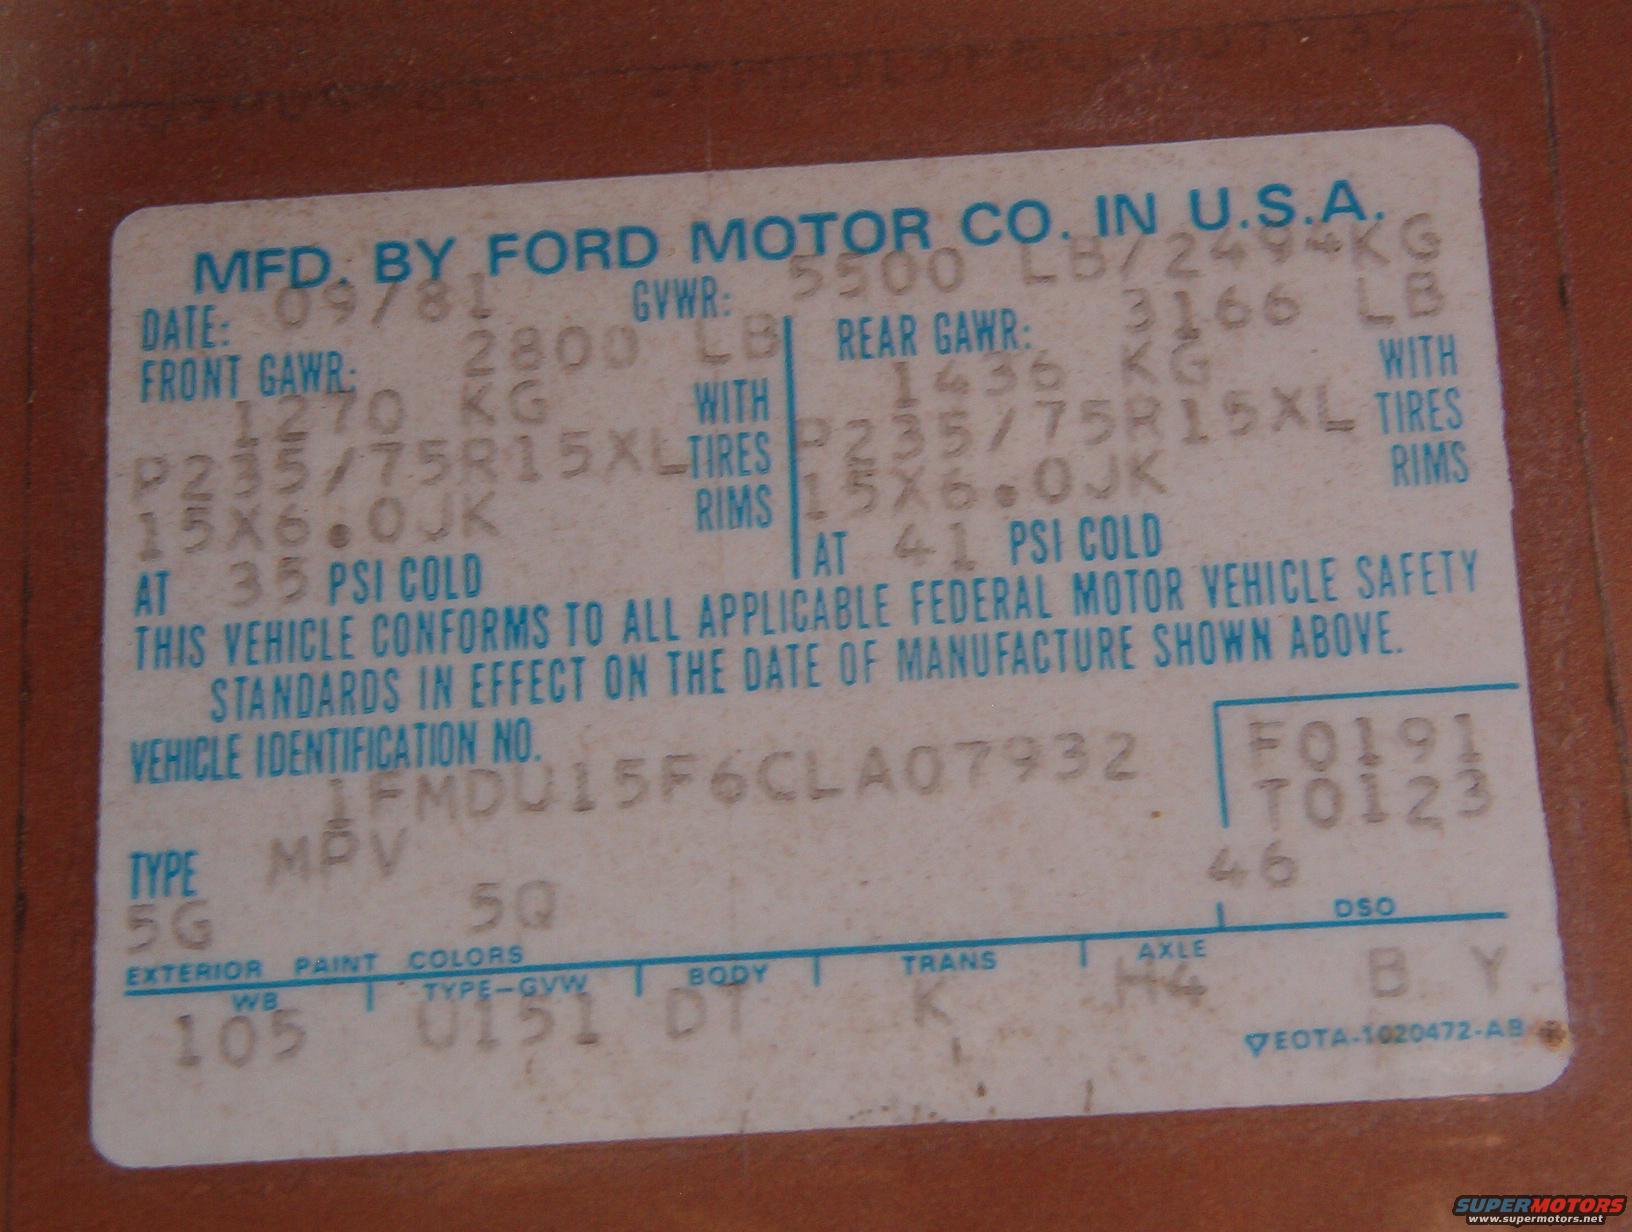 MFD. BY FORD MOTOR CO. IN U.S.A.
DATE: 09/81 GVWR: 5500 LB/2494KG
FRONT GAWR: 2800 LB REAR GAWR: 3166 LB
1270 KG WITH 1436 KG WITH
P235/75R15XL TIRES P235/75R15XL TIRES
15X6.0JK RIMS 15X6.0JK RIMS
AT 35 PSI COLD AT 41 PSI COLD
THIS VEHICLE CONFORMS TO ALL APPLICABLE FEDERAL MOTOR VEHICLE SAFETY
STANDARDS IN EFFECT ON THE DATE OF MANUFACTURE SHOWN ABOVE.
VEHICLE IDENTIFICATION NO.
1FMDU15F6CLA07932 F0191
T0123
TYPE MPV 46
5G 5Q
EXTERIOR PAINT COLORS DSO
WB TYPE-GVW BODY TRANS AXLE
105 U151 DT K H4 B Y
EOTA-1020472-AB
SUPERMOTORS
www.supermotors.net